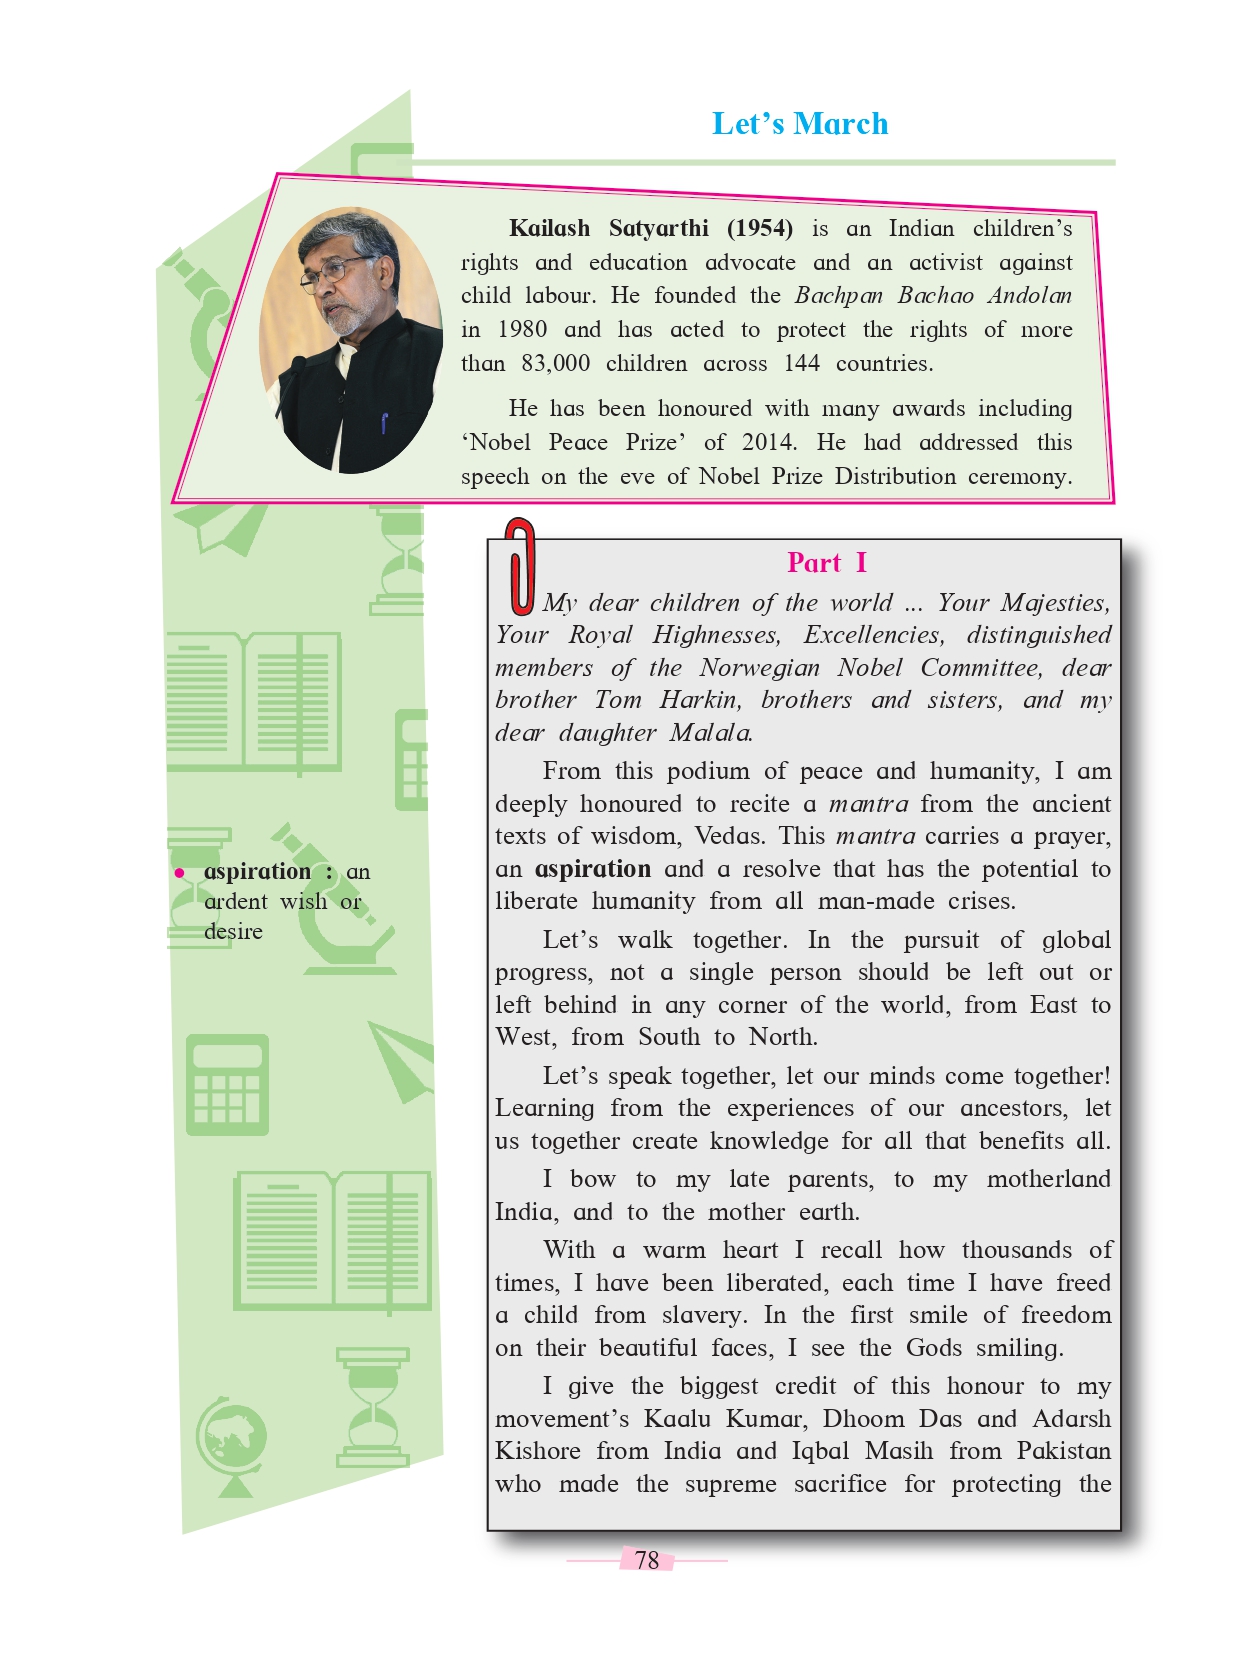 Let’s March
Kailash Satyarthi (1954) is an Indian children’s
rights and education advocate and an activist against
child labour. He founded the Bachpan Bachao Andolan
in 1980 and has acted to protect the rights of more
than 83,000 children across 144 countries.
He has been honoured with many awards including
‘Nobel Peace Prize’ of 2014. He had addressed this
speech on the eve of Nobel Prize Distribution ceremony.
Part I
My dear children of the world ... Your Majesties,
Your Royal Highnesses, Excellencies, distinguished
members of the Norwegian Nobel Committee, dear
brother Tom Harkin, brothers and sisters, and my
dear daughter Malala.
From this podium of peace and humanity, I am
deeply honoured to recite a mantra from the ancient
texts of wisdom, Vedas. This mantra carries a prayer,
an aspiration and a resolve that has the potential to
liberate humanity from all man-made crises.
• aspiration : an
ardent wish or
desire
Let’s walk together. In the pursuit of global
progress, not a single person should be left out or
left behind in any corner of the world, from East to
West, from South to North.
Let’s speak together, let our minds come together!
Learning from the experiences of our ancestors, let
us together create knowledge for all that benefits all.
I bow to my late parents, to my motherland
India, and to the mother earth.
With a warm heart I recall how thousands of
times, I have been liberated, each time I have freed
a child from slavery. In the first smile of freedom
on their beautiful faces, I see the Gods smiling.
I give the biggest credit of this honour to my
movement’s Kaalu Kumar, Dhoom Das and Adarsh
Kishore from India and Iqbal Masih from Pakistan
who made the supreme sacrifice for protecting the
78